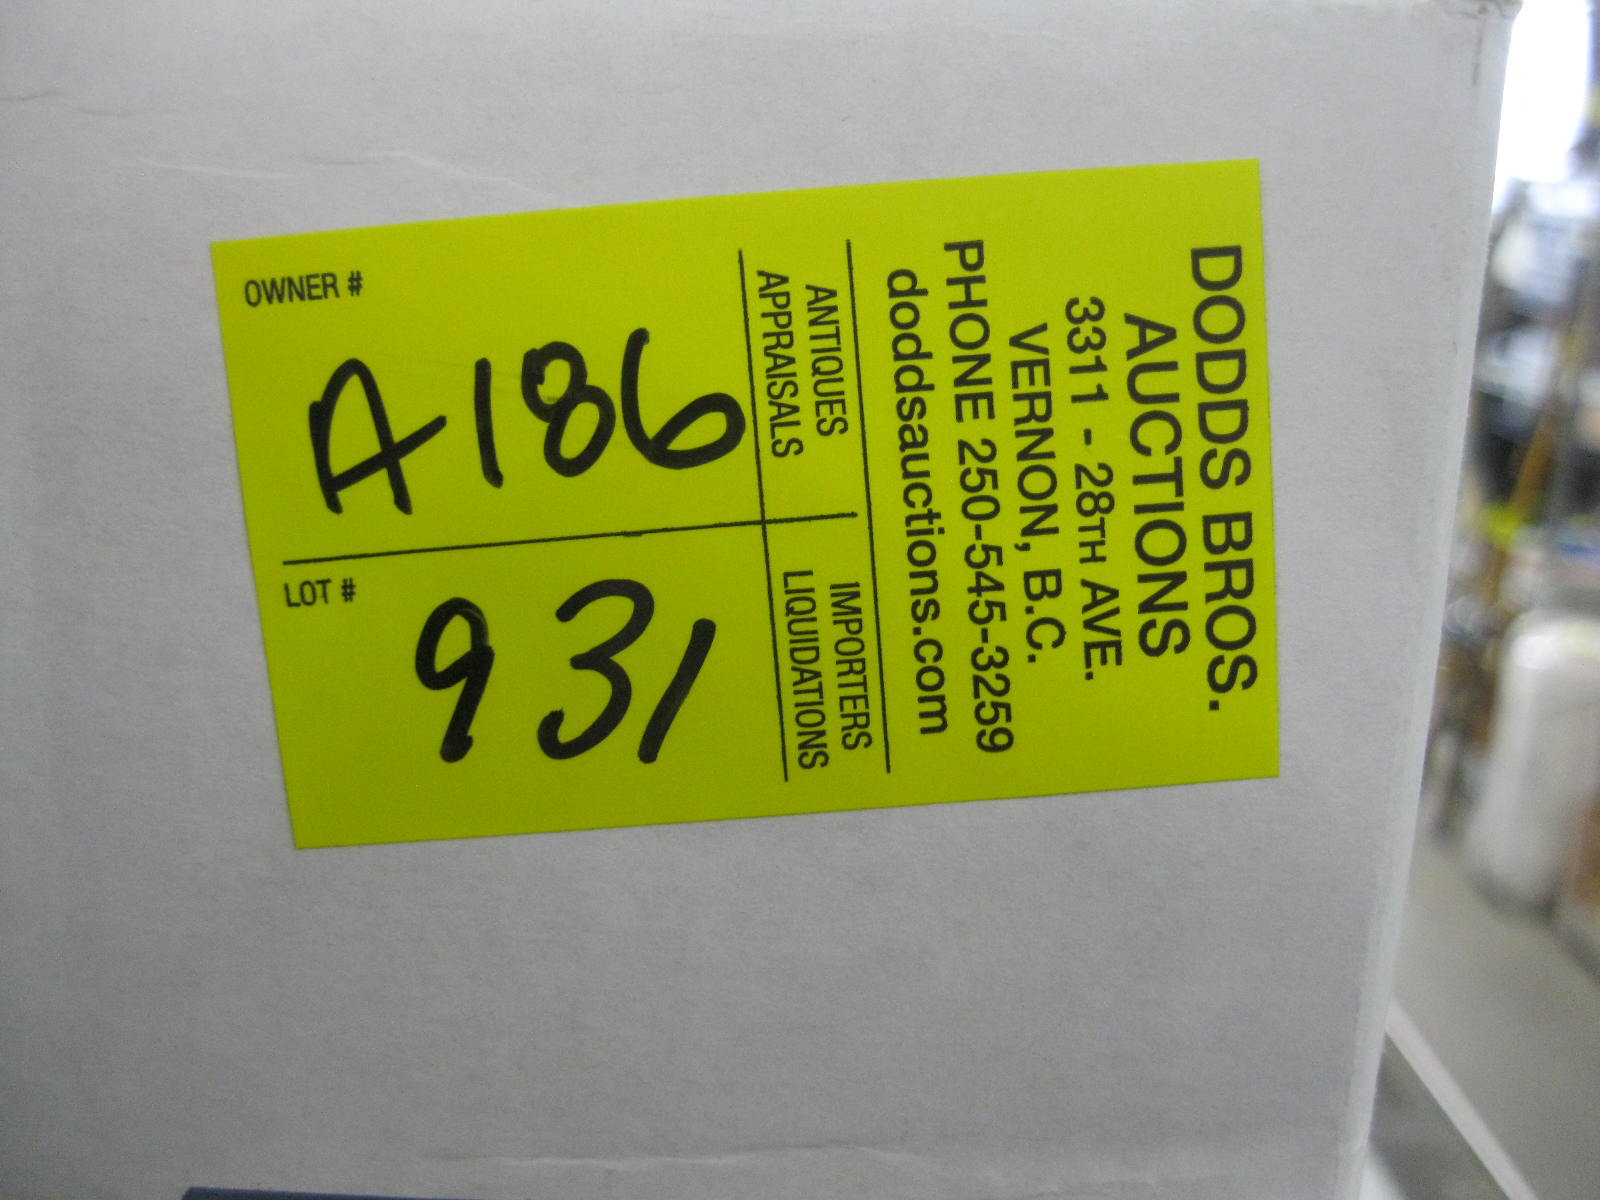 DODDS BROS.
AUCTIONS
3311 - 28TH AVE.
VERNON, B.C.
PHONE 250-545-3259
doddsauctions.com
ANTIQUES
APPRAISALS
IMPORTERS
LIQUIDATIONS
OWNER #
A186
LOT #
931